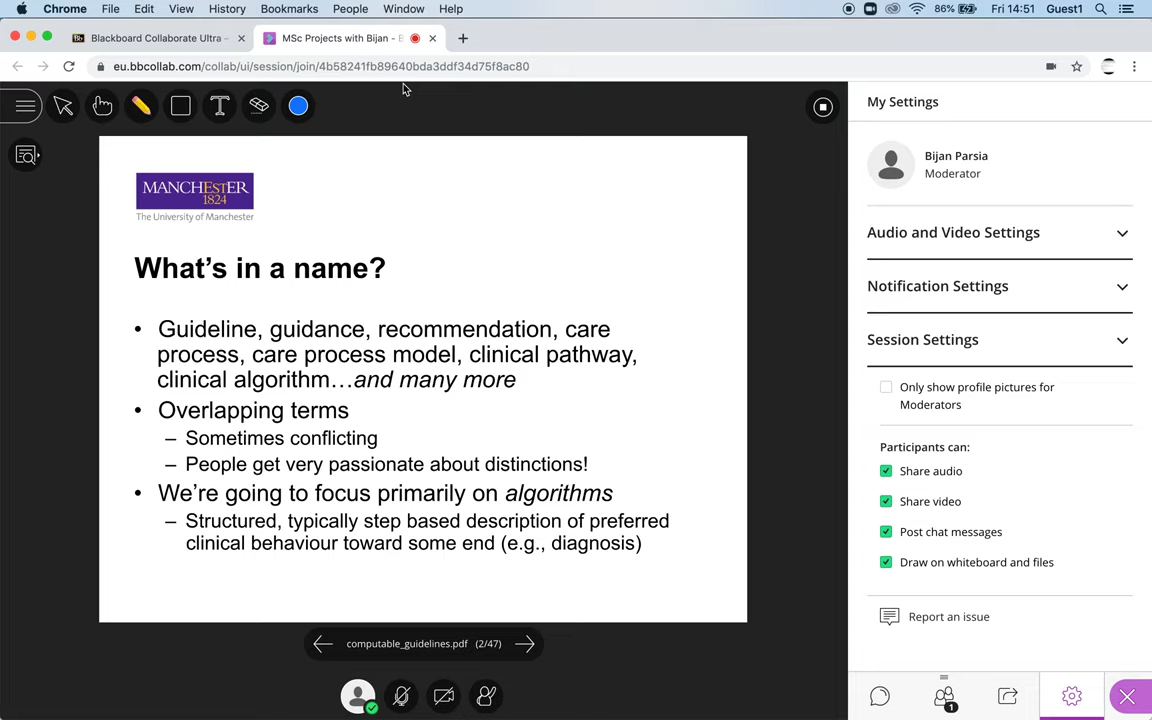 Chrome File Edit View History Bookmarks People Window Help 86% Fri 14:51 Guest1
Bb Blackboard Collaborate Ultra – MSc Projects with Bijan - B
eu.bbcollab.com/collab/ui/session/join/4b58241fb89640bda3ddf34d75f8ac80
T
MANCHESTER
1824
The University of Manchester
What's in a name?
• Guideline, guidance, recommendation, care
process, care process model, clinical pathway,
clinical algorithm…and many more
• Overlapping terms
– Sometimes conflicting
– People get very passionate about distinctions!
• We're going to focus primarily on algorithms
– Structured, typically step based description of preferred
clinical behaviour toward some end (e.g., diagnosis)
computable_guidelines.pdf (2/47)
My Settings
Bijan Parsia
Moderator
Audio and Video Settings
Notification Settings
Session Settings
Only show profile pictures for
Moderators
Participants can:
Share audio
Share video
Post chat messages
Draw on whiteboard and files
Report an issue
1